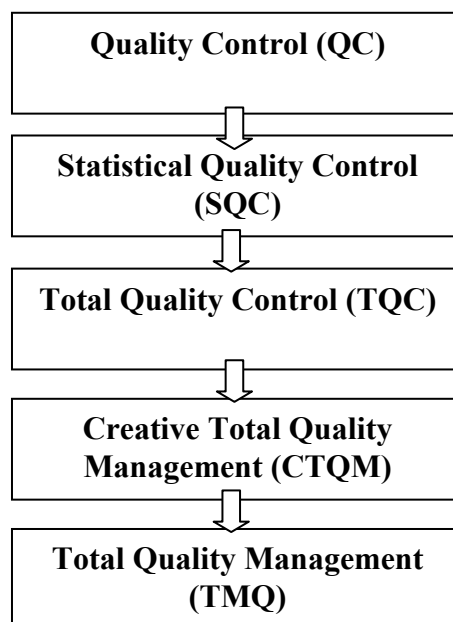 Quality Control (QC)
Statistical Quality Control
(SQC)
Total Quality Control (TQC)
Creative Total Quality
Management (CTQM)
Total Quality Management
(TMQ)